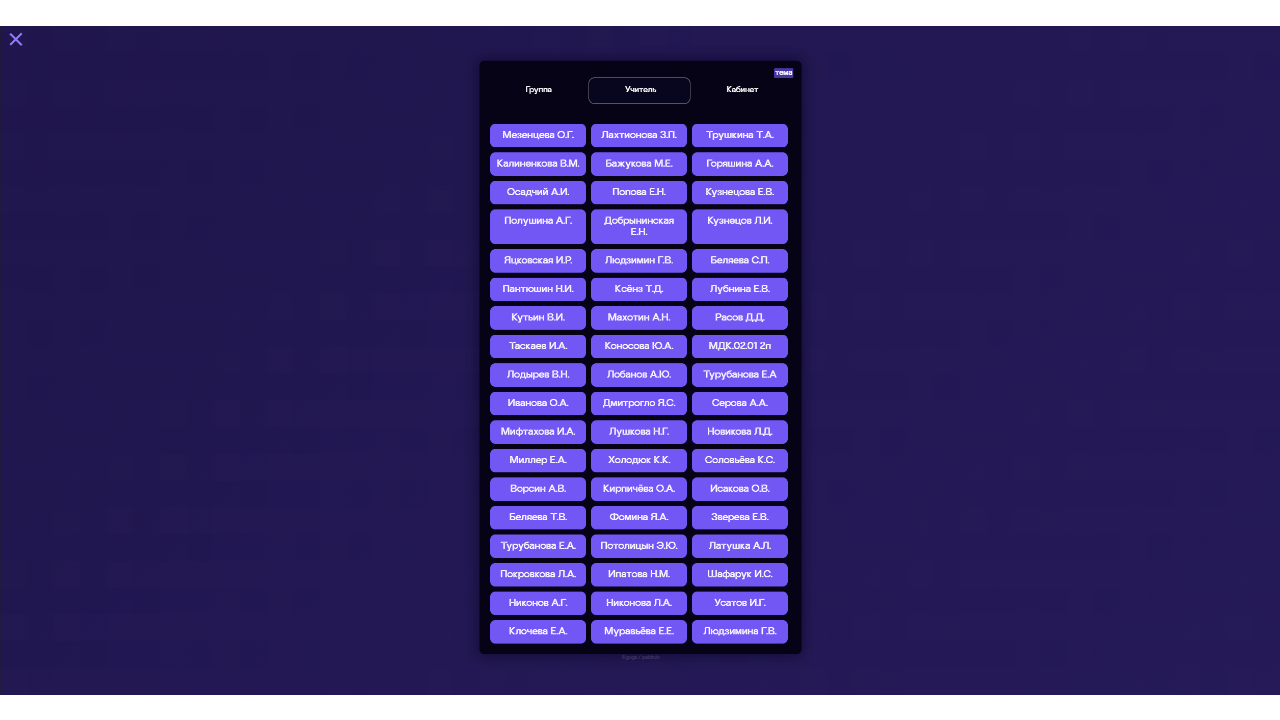 тема
Группа Учитель Кабинет
Мезенцева О.Г. Лахтионова З.П. Трушкина Т.А.
Калиненкова В.М. Бажукова М.Е. Горяшина А.А.
Осадчий А.И. Попова Е.Н. Кузнецова Е.В.
Полушина А.Г. Добрынинская Е.Н. Кузнецов Л.И.
Яцковская И.Р. Людзимин Г.В. Беляева С.П.
Пантюшин Н.И. Ксёнз Т.Д. Лубнина Е.В.
Кутьин В.И. Махотин А.Н. Расов Д.Д.
Таскаев И.А. Коносова Ю.А. МДК.02.01 2п
Лодырев В.Н. Лобанов А.Ю. Турубанова Е.А
Иванова О.А. Дмитрогло Я.С. Серова А.А.
Мифтахова И.А. Лушкова Н.Г. Новикова Л.Д.
Миллер Е.А. Холодюк К.К. Соловьёва К.С.
Ворсин А.В. Кирпичёва О.А. Исакова О.В.
Беляева Т.В. Фомина Я.А. Зверева Е.В.
Турубанова Е.А. Потолицын Э.Ю. Латушка А.Л.
Покровкова Л.А. Ипатова Н.М. Шафарук И.С.
Никонов А.Г. Никонова Л.А. Усатов И.Г.
Клочева Е.А. Муравьёва Е.Е. Людзимина Г.В.